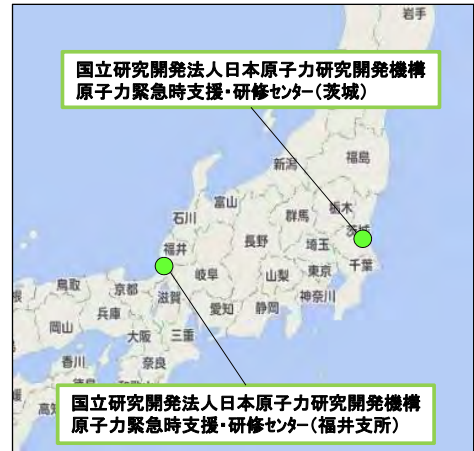 岩手
国立研究開発法人日本原子力研究開発機構
原子力緊急時支援・研修センター(茨城)
新潟
福島
富山
石川
群馬
栃木
茨城
福井
長野
埼玉
岐阜
山梨
東京
千葉
鳥取
京都
滋賀
神奈川
兵庫
愛知
静岡
岡山
大阪
三重
香川
奈良
国立研究開発法人日本原子力研究開発機構
原子力緊急時支援・研修センター(福井支所)